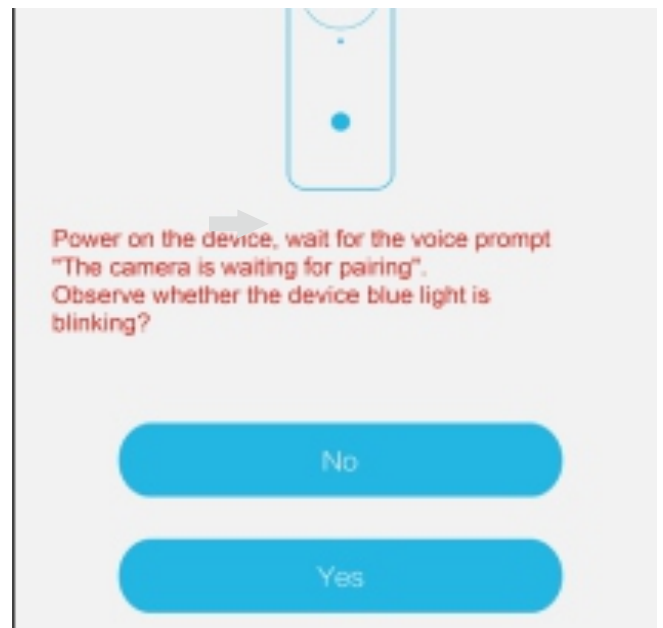 Power on the device, wait for the voice prompt
"The camera is waiting for pairing".
Observe whether the device blue light is
blinking?
No
Yes